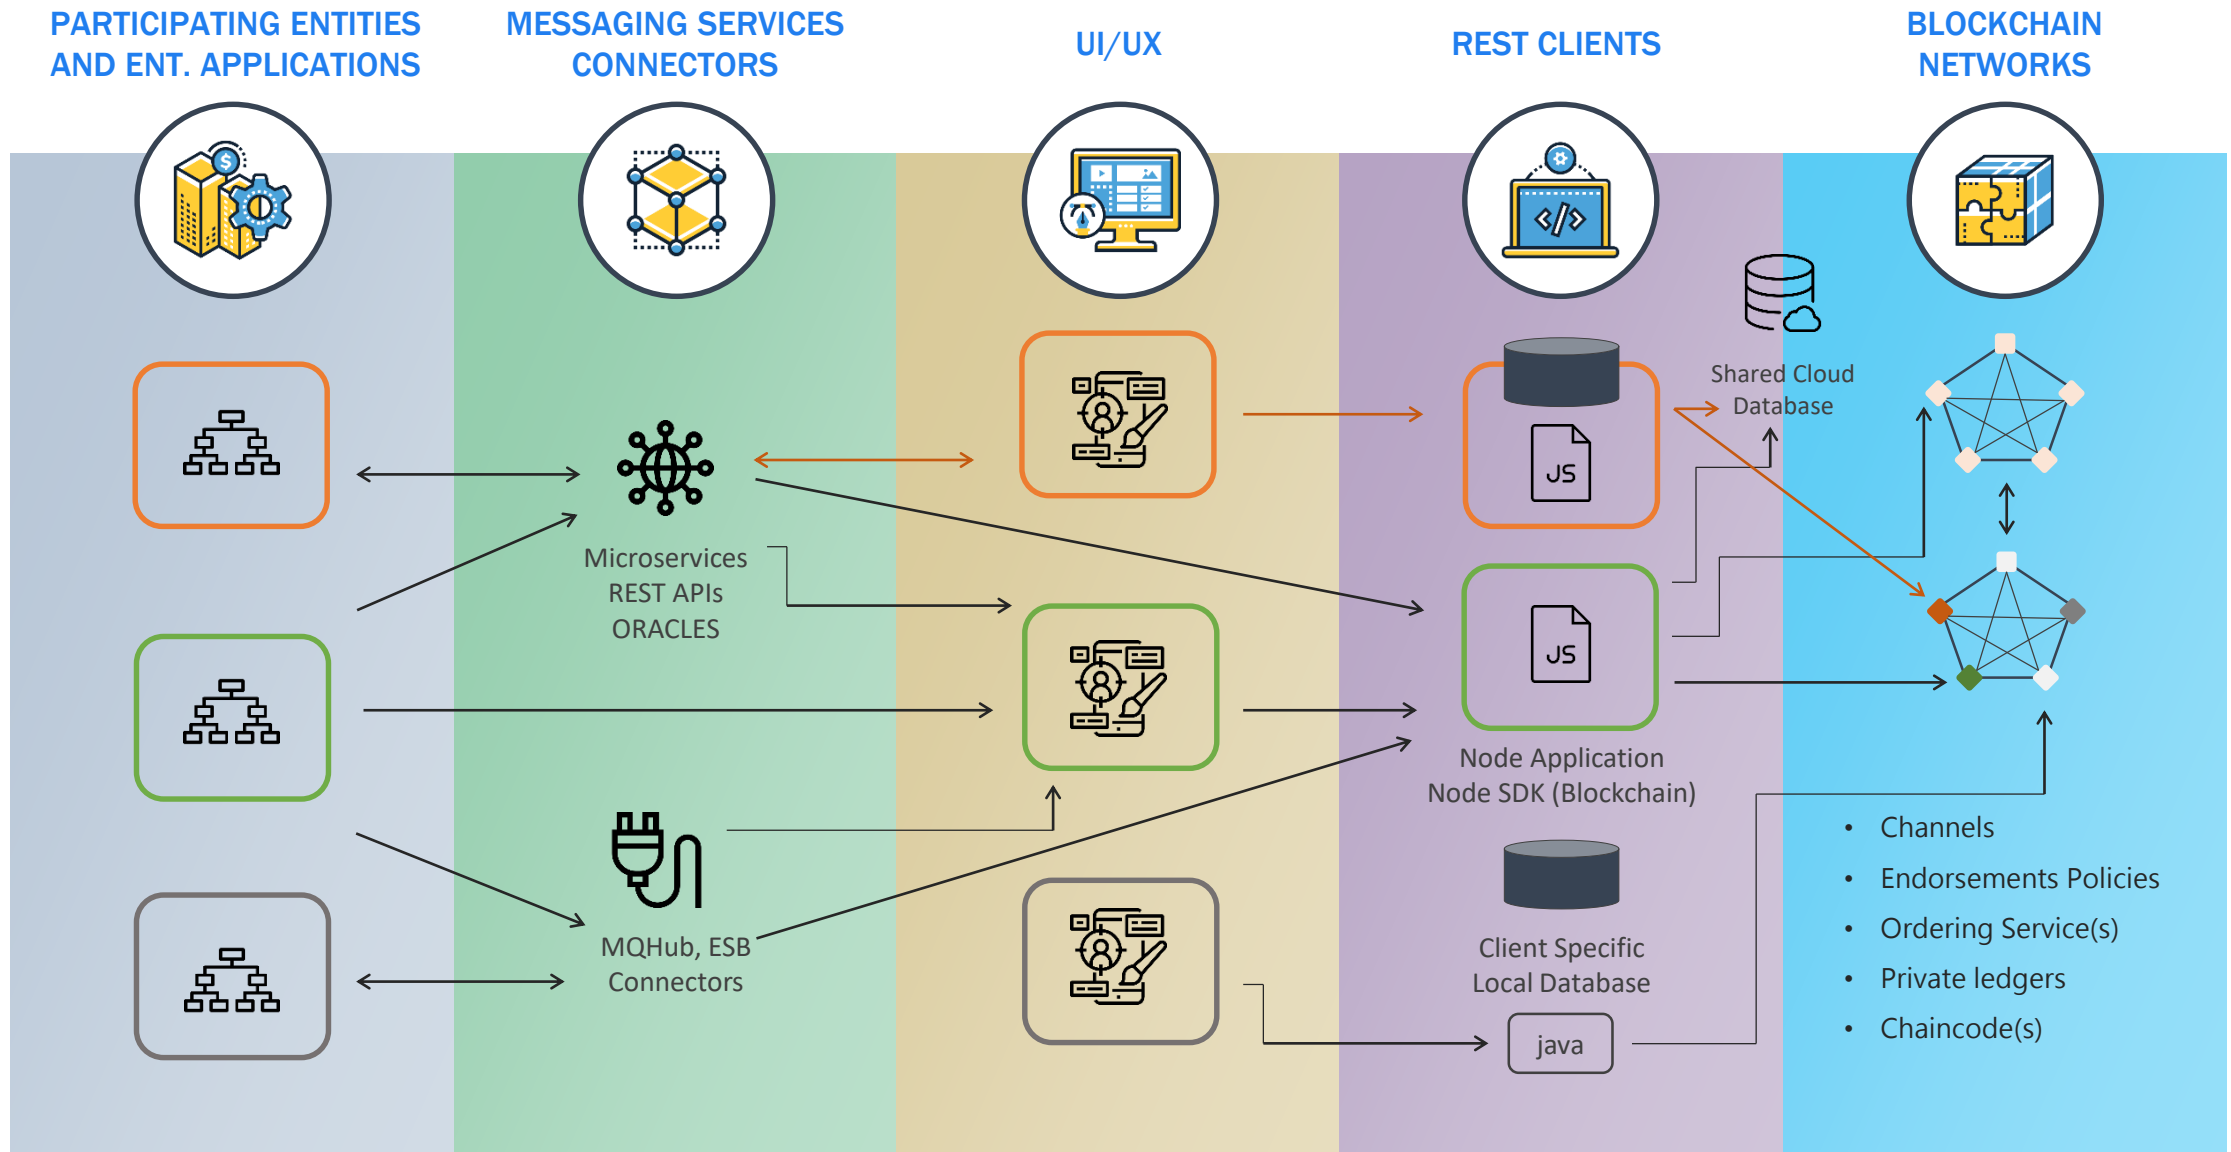 PARTICIPATING ENTITIES
AND ENT. APPLICATIONS
MESSAGING SERVICES
CONNECTORS
UI/UX
REST CLIENTS
BLOCKCHAIN
NETWORKS
$
</>
Shared Cloud
Database
JS
Microservices
REST APIs
ORACLES
JS
Node Application
Node SDK (Blockchain)
MQHub, ESB
Connectors
Client Specific
Local Database
java
• Channels
• Endorsements Policies
• Ordering Service(s)
• Private ledgers
• Chaincode(s)